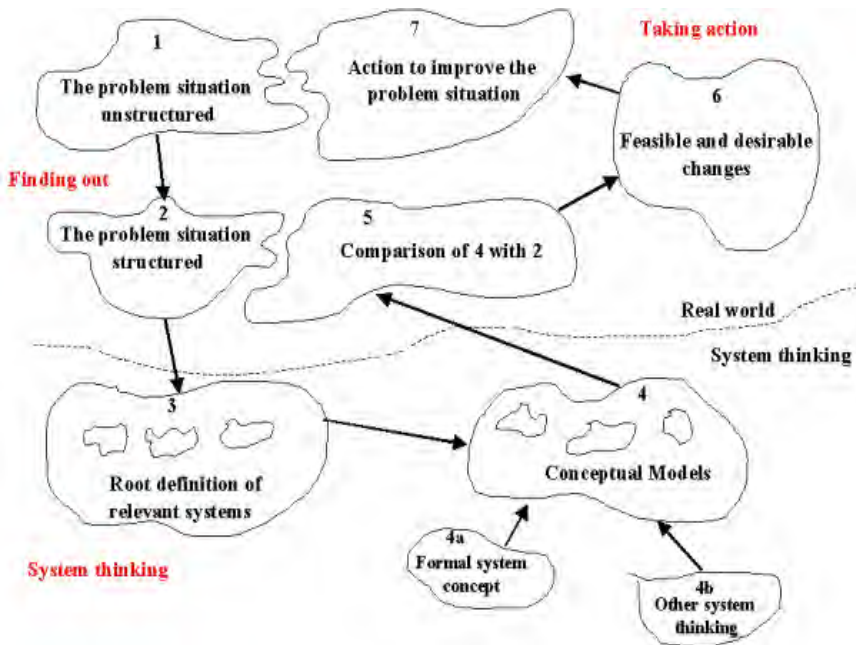 1
The problem situation
unstructured
7
Action to improve the
problem situation
Taking action
6
Feasible and desirable
changes
Finding out
2
The problem situation
structured
5
Comparison of 4 with 2
Real world
System thinking
3
Root definition of
relevant systems
4
Conceptual Models
System thinking
4a
Formal system
concept
4b
Other system
thinking